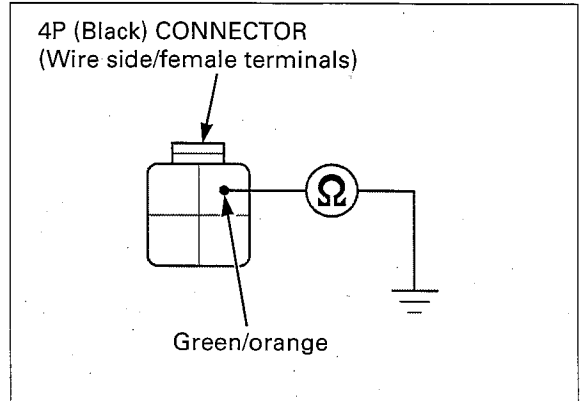 4P (Black) CONNECTOR
(Wire side/female terminals)
Ω
Green/orange